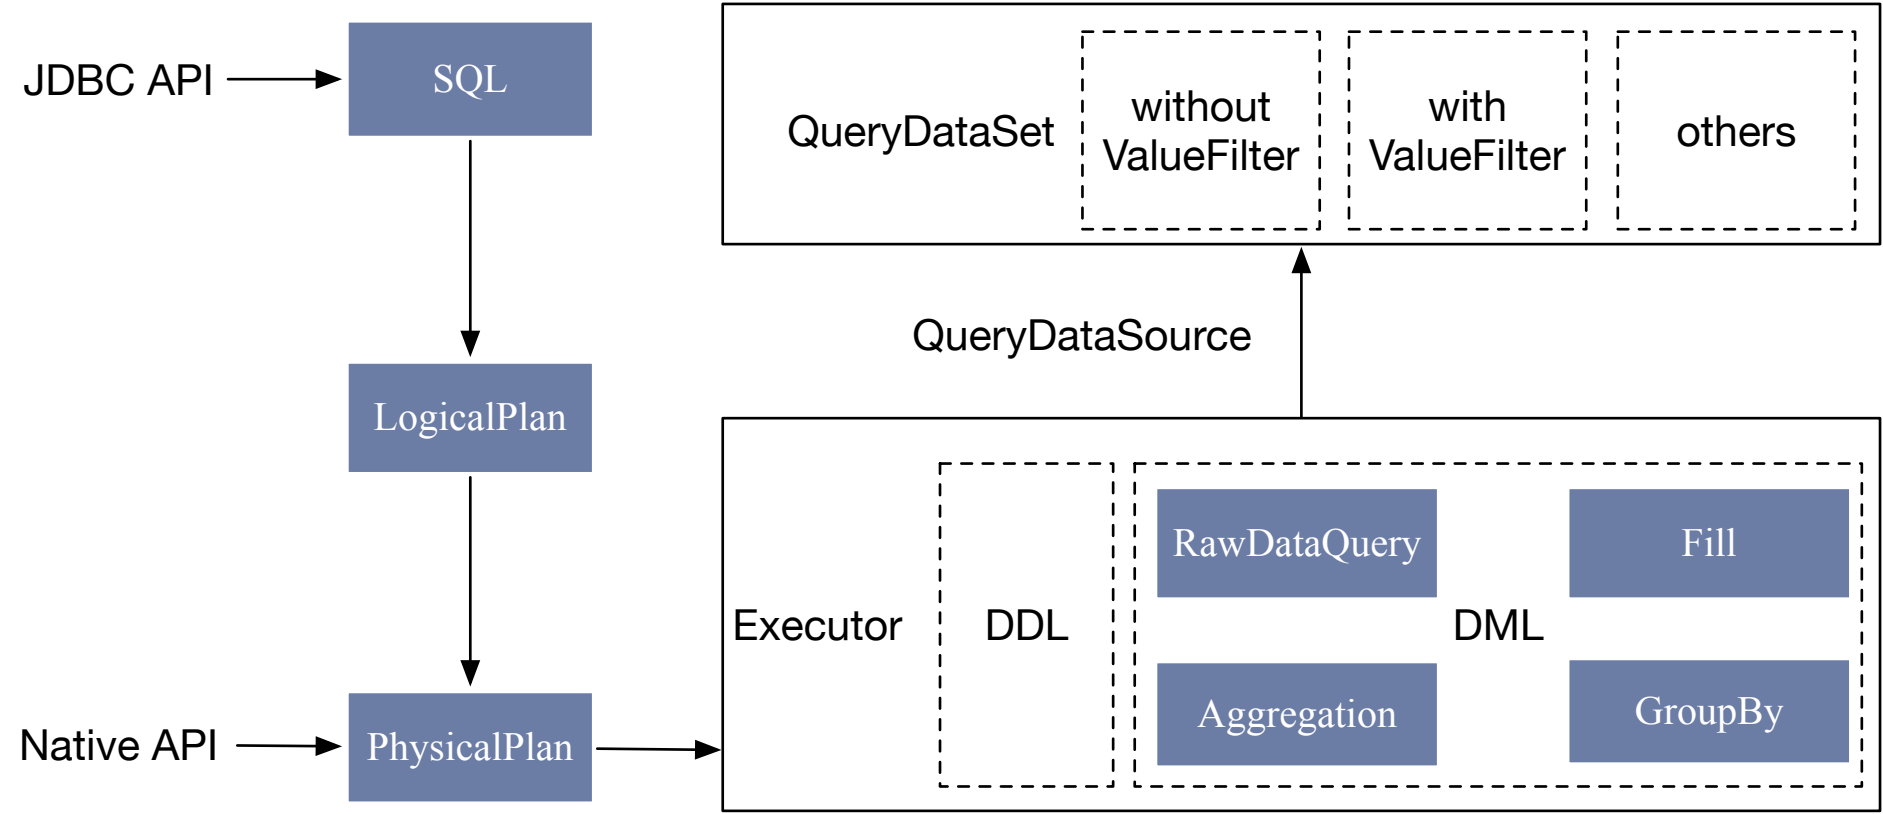 JDBC API
SQL
LogicalPlan
Native API
PhysicalPlan
QueryDataSet
without
ValueFilter
with
ValueFilter
others
QueryDataSource
Executor
DDL
RawDataQuery
Fill
DML
Aggregation
GroupBy